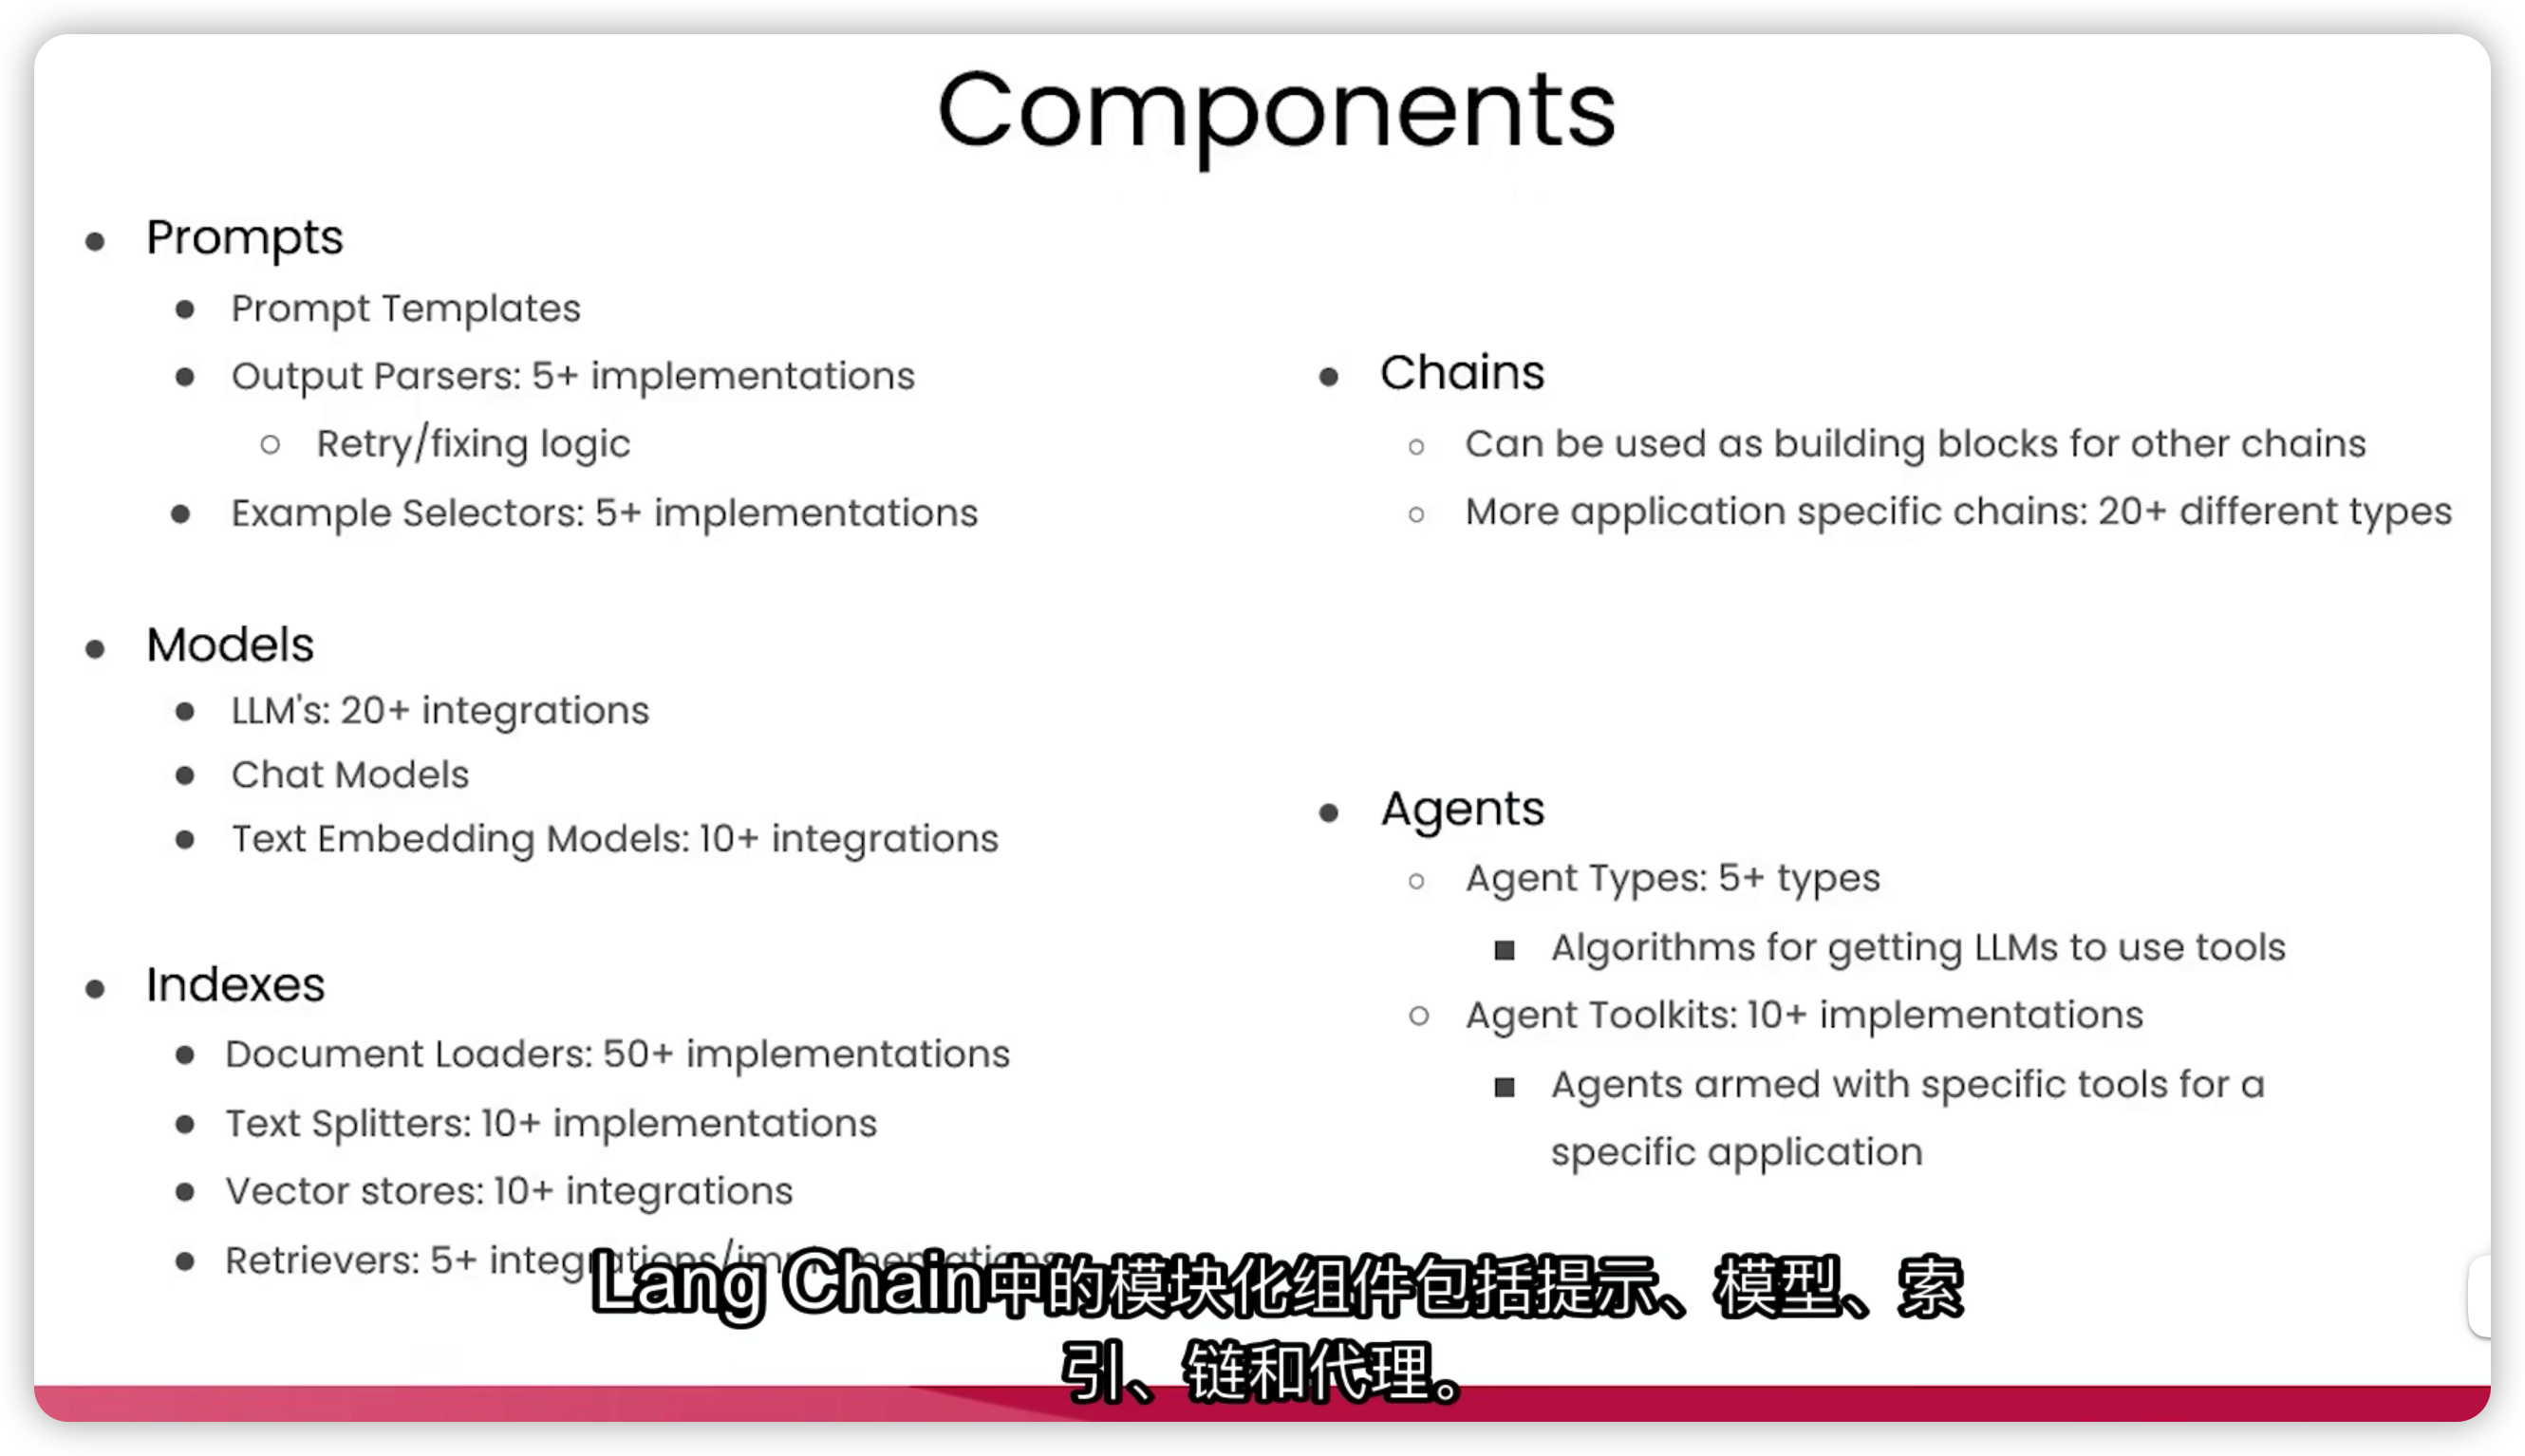 Components
Prompts
Prompt Templates
Output Parsers: 5+ implementations
Retry/fixing logic
Example Selectors: 5+ implementations
Models
LLM's: 20+ integrations
Chat Models
Text Embedding Models: 10+ integrations
Indexes
Document Loaders: 50+ implementations
Text Splitters: 10+ implementations
Vector stores: 10+ integrations
Retrievers: 5+ integrations/implementations
Chains
Can be used as building blocks for other chains
More application specific chains: 20+ different types
Agents
Agent Types: 5+ types
Algorithms for getting LLMs to use tools
Agent Toolkits: 10+ implementations
Agents armed with specific tools for a
specific application
Lang Chain中的模块化组件包括提示、模型、索
引、链和代理。